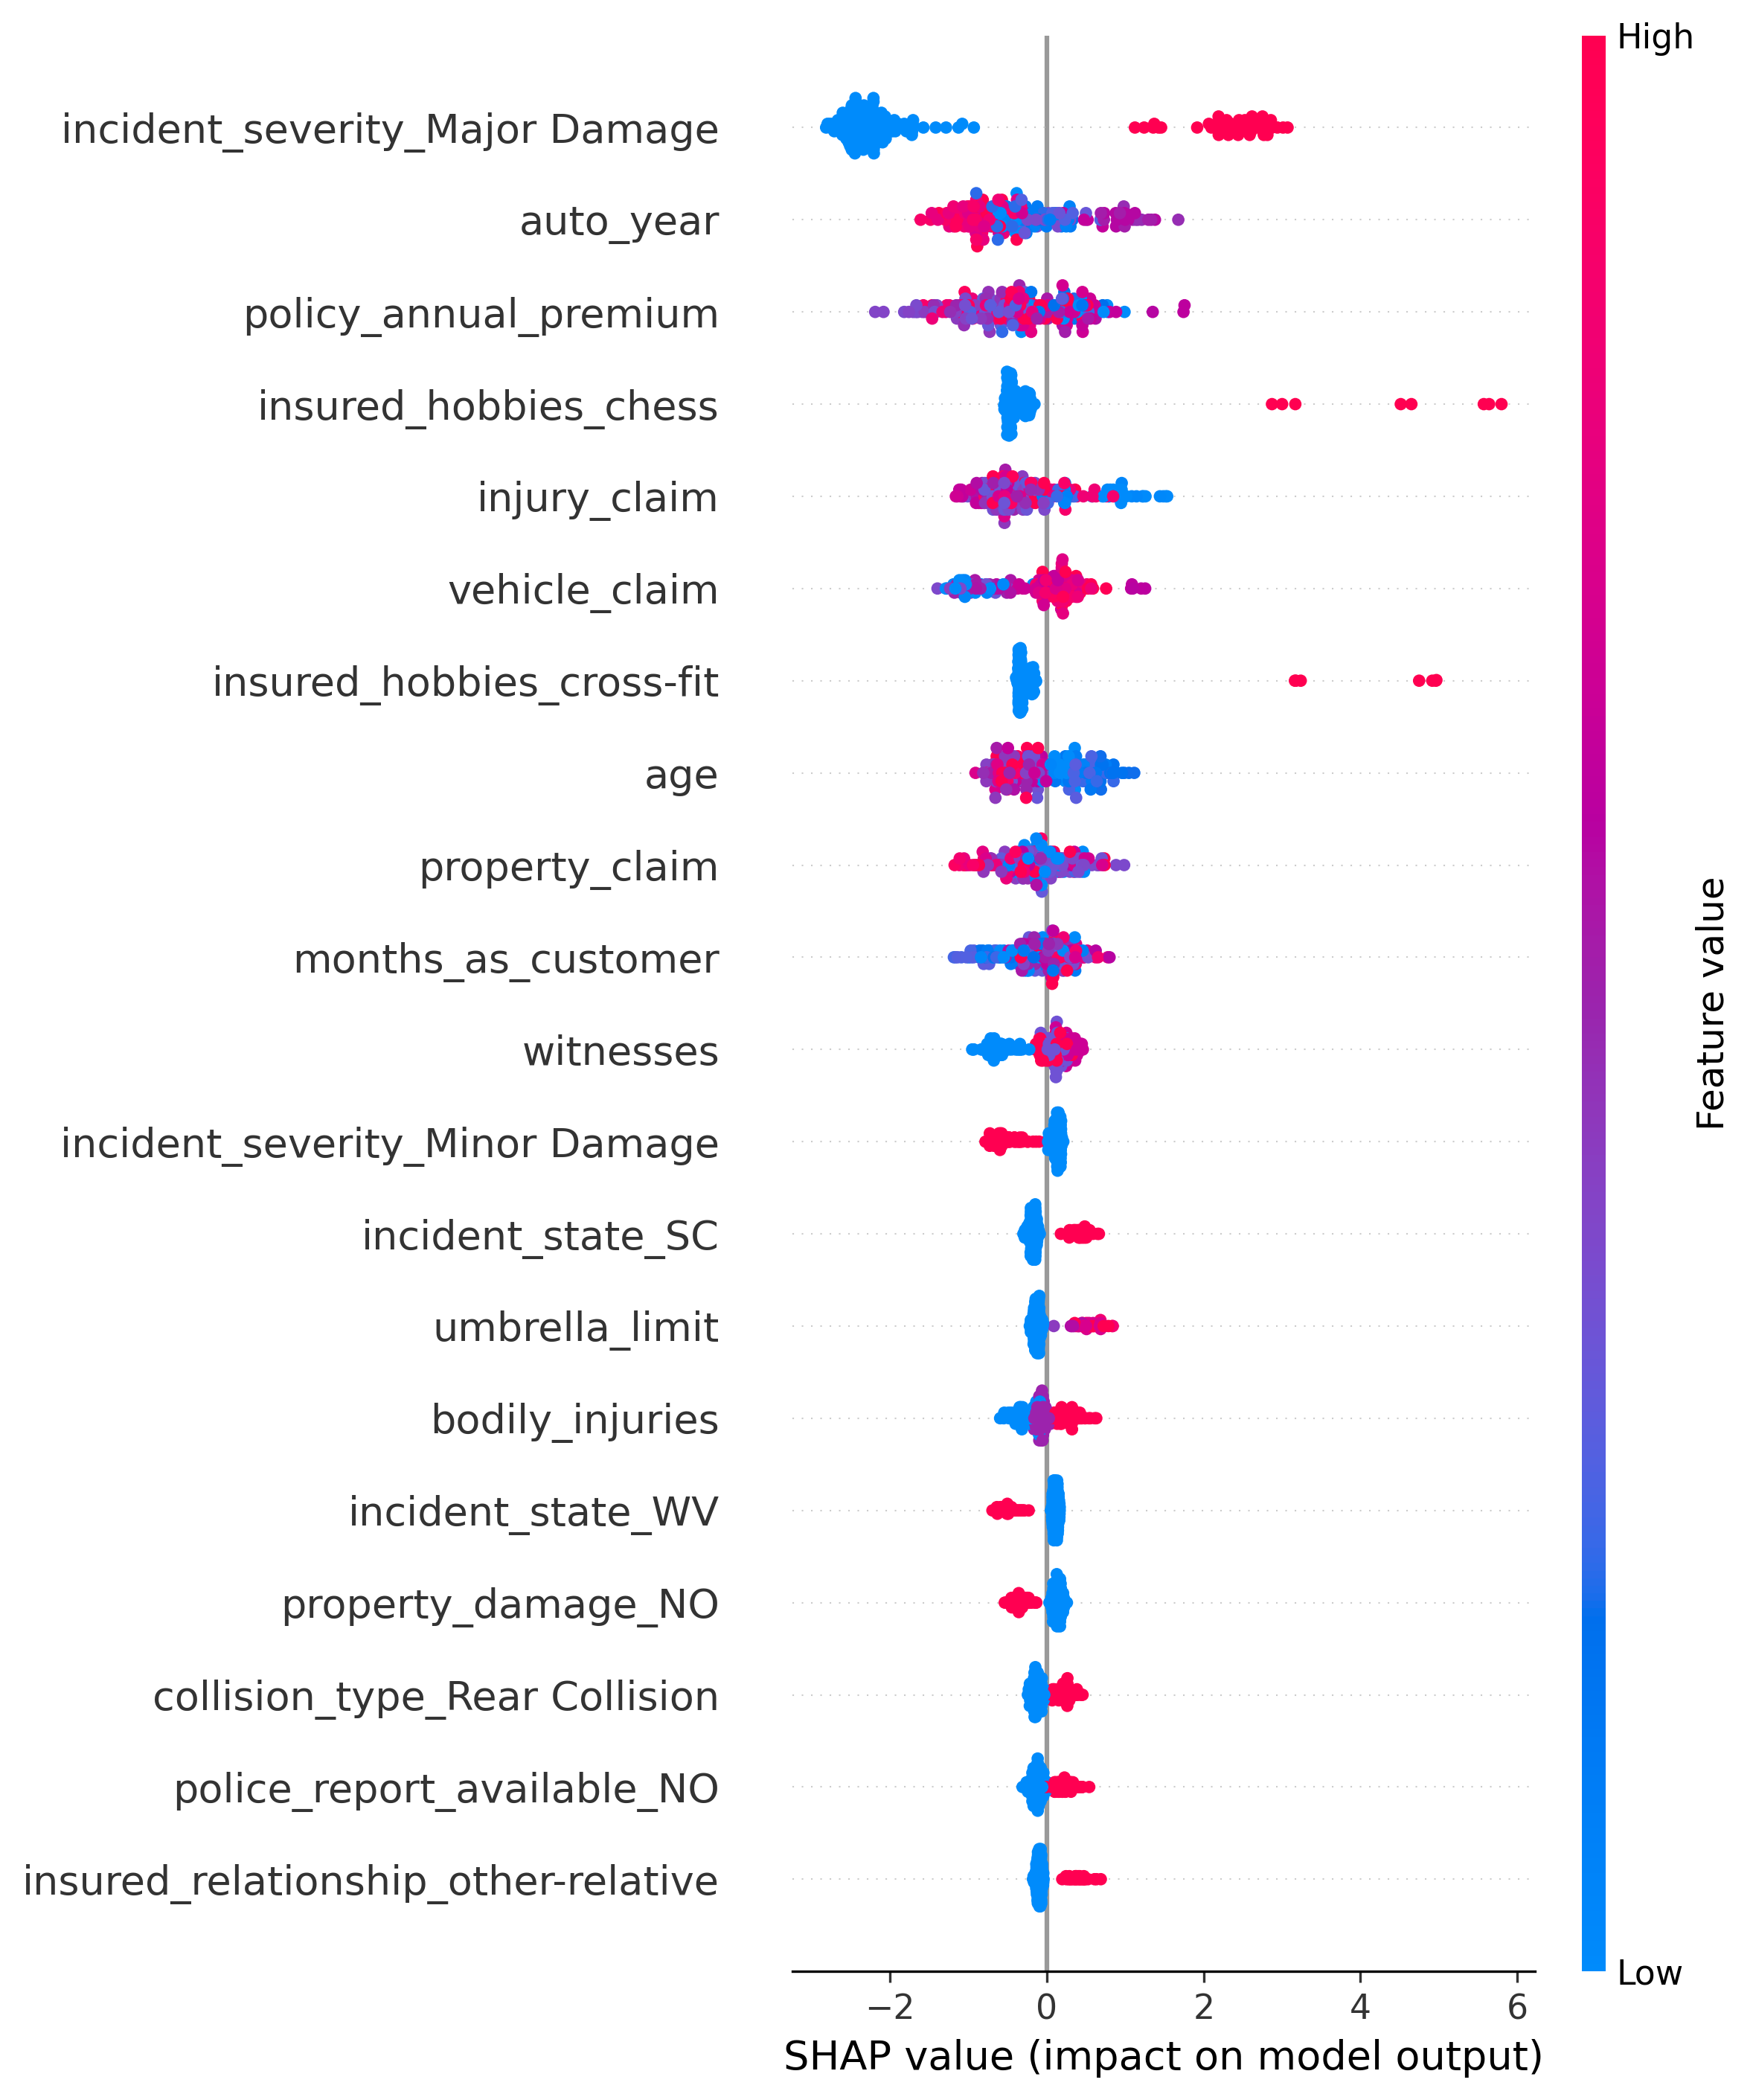 High
incident_severity_Major Damage
auto_year
policy_annual_premium
insured_hobbies_chess
injury_claim
vehicle_claim
insured_hobbies_cross-fit
age
property_claim
months_as_customer
witnesses
incident_severity_Minor Damage
incident_state_SC
umbrella_limit
bodily_injuries
incident_state_WV
property_damage_NO
collision_type_Rear Collision
police_report_available_NO
insured_relationship_other-relative
Feature value
Low
−2 0 2 4 6
SHAP value (impact on model output)